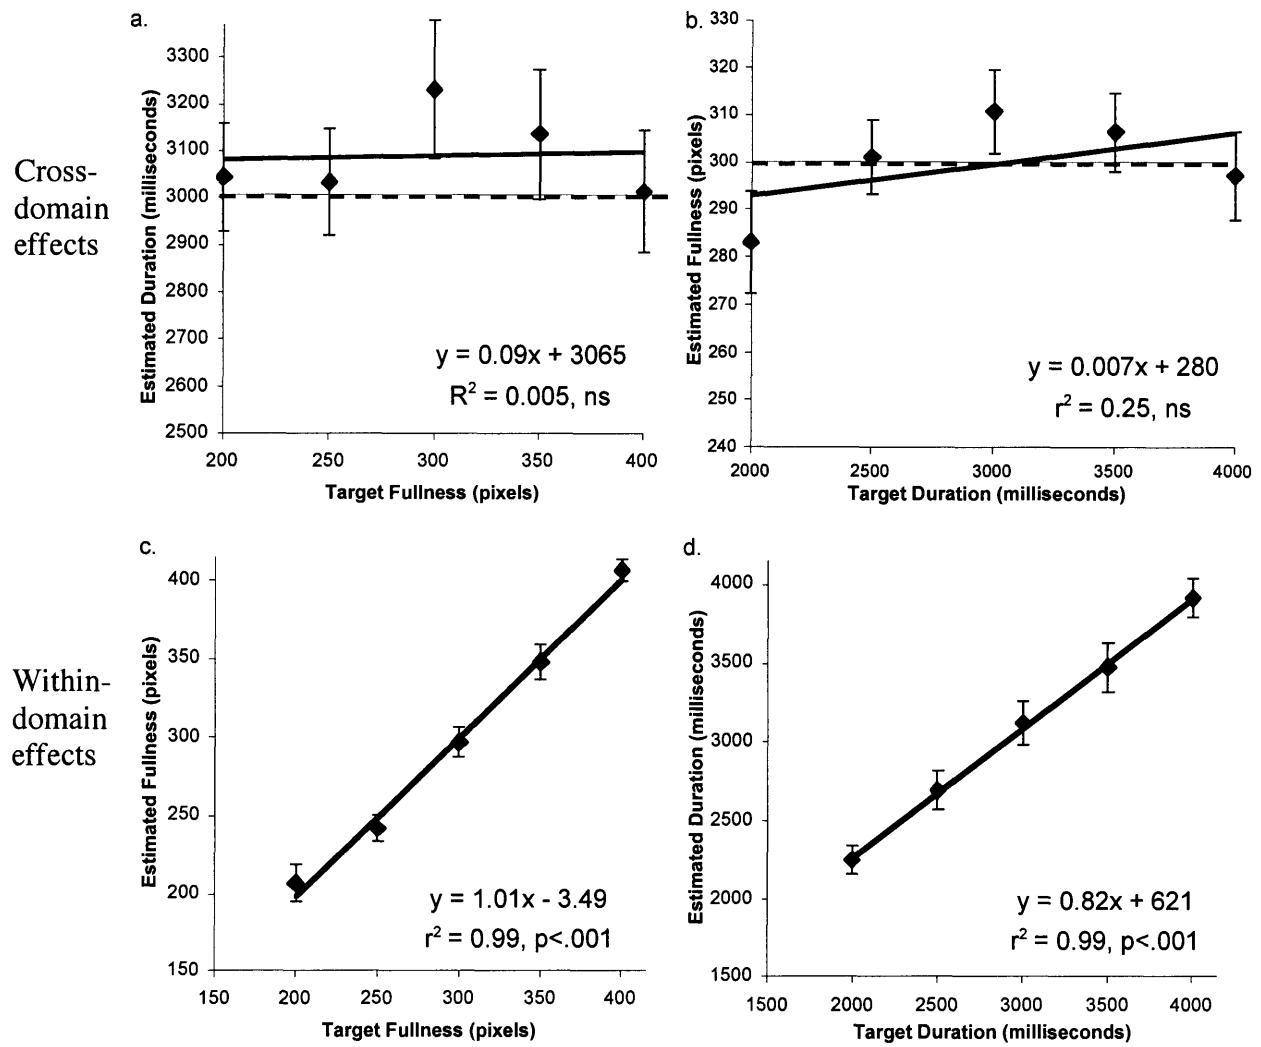 Cross-
domain
effects
a.
Estimated Duration (milliseconds)
3300
3200
3100
3000
2900
2800
2700
2600
2500
y = 0.09x + 3065
R² = 0.005, ns
200 250 300 350 400
Target Fullness (pixels)
b.
Estimated Fullness (pixels)
330
320
310
300
290
280
270
260
250
240
y = 0.007x + 280
r² = 0.25, ns
2000 2500 3000 3500 4000
Target Duration (milliseconds)
Within-
domain
effects
c.
Estimated Fullness (pixels)
400
350
300
250
200
150
y = 1.01x - 3.49
r² = 0.99, p<.001
150 200 250 300 350 400
Target Fullness (pixels)
d.
Estimated Duration (milliseconds)
4000
3500
3000
2500
2000
1500
y = 0.82x + 621
r² = 0.99, p<.001
1500 2000 2500 3000 3500 4000
Target Duration (milliseconds)